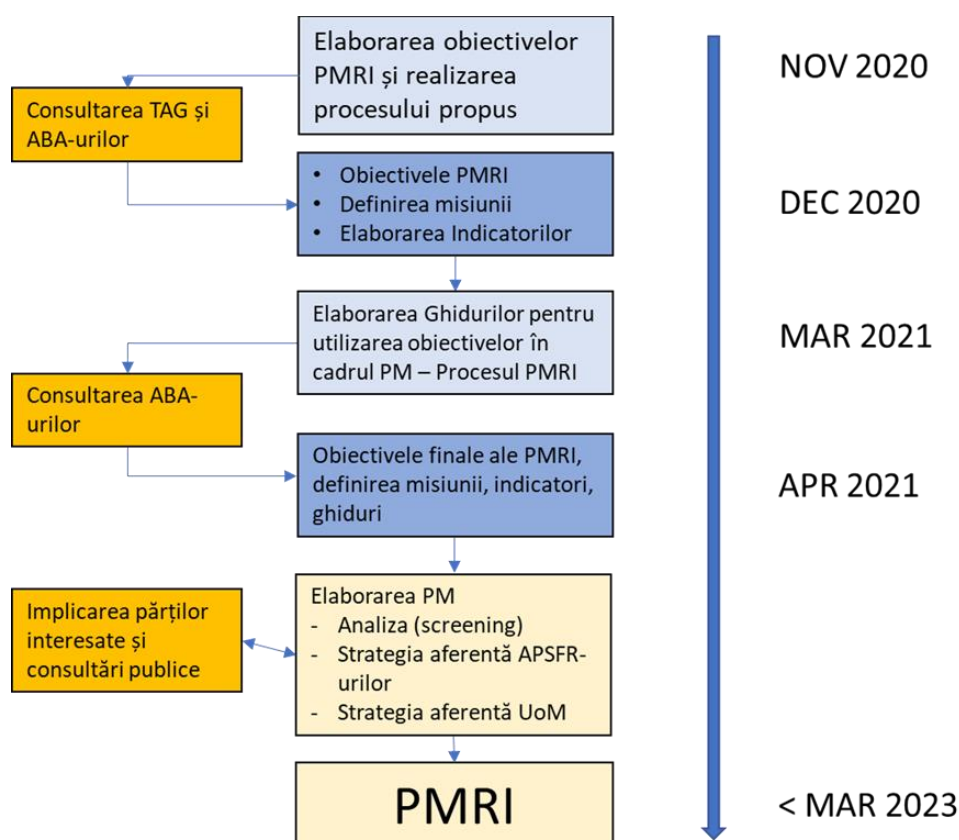 Elaborarea obiectivelor
PMRI și realizarea
procesului propus
NOV 2020
Consultarea TAG și
ABA-urilor
• Obiectivele PMRI
• Definirea misiunii
• Elaborarea Indicatorilor
DEC 2020
Elaborarea Ghidurilor pentru
utilizarea obiectivelor în
cadrul PM – Procesul PMRI
MAR 2021
Consultarea ABA-
urilor
Obiectivele finale ale PMRI,
definirea misiunii, indicatori,
ghiduri
APR 2021
Implicarea părților
interesate și
consultări publice
Elaborarea PM
- Analiza (screening)
- Strategia aferentă APSFR-
urilor
- Strategia aferentă UoM
PMRI
< MAR 2023